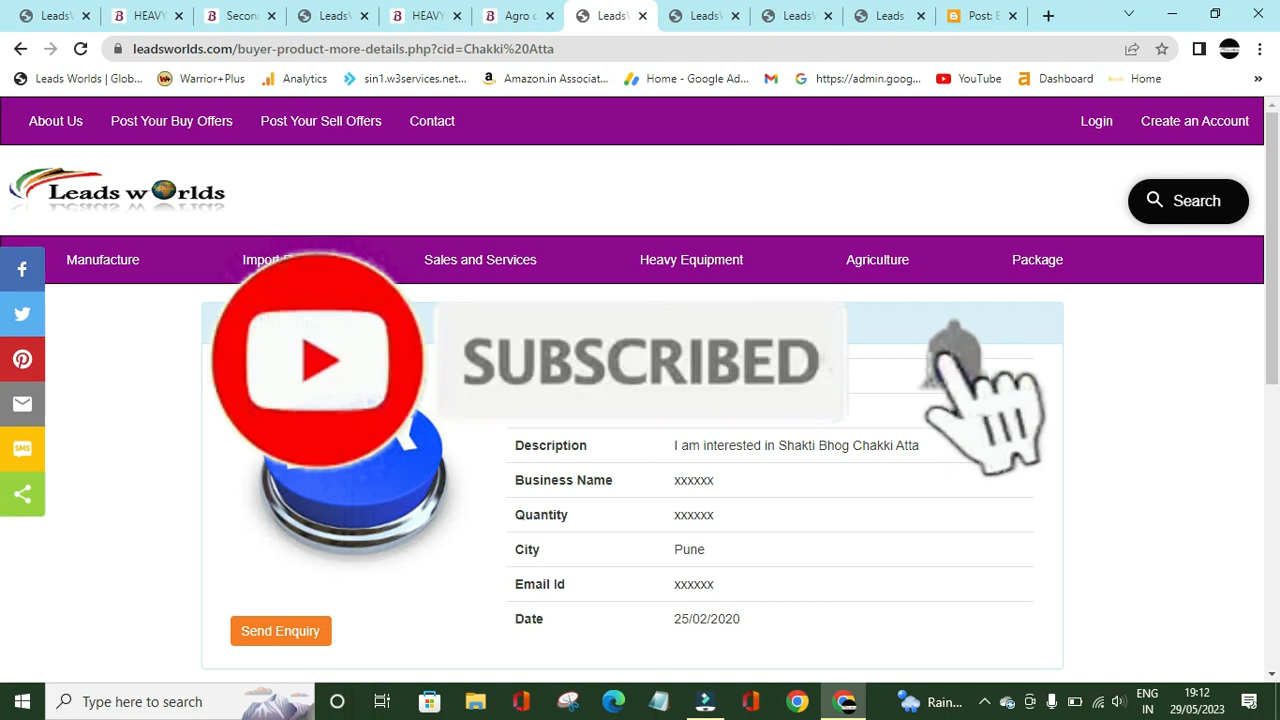 Leads'
HEAVY
Second
Leads\
HEAVY
Agro c
Leads'
Leads\
Leads\
Leads
Post: E
leadsworlds.com/buyer-product-more-details.php?cid=Chakki%20Atta
Leads Worlds | Glob...
Warrior+Plus
Analytics
sin1.w3services.net...
Amazon.in Associat...
Home - Google Ad...
https://admin.goog...
YouTube
Dashboard
Home
»
About Us
Post Your Buy Offers
Post Your Sell Offers
Contact
Login
Create an Account
Leads w rlds
Search
Manufacture
Import
Sales and Services
Heavy Equipment
Agriculture
Package
SUBSCRIBED
Description I am interested in Shakti Bhog Chakki Atta
Business Name xxxxxx
SMS
Quantity xxxxxx
City Pune
Email Id xxxxxx
Date 25/02/2020
Send Enquiry
Type here to search
Rain...
ENG
IN
19:12
29/05/2023